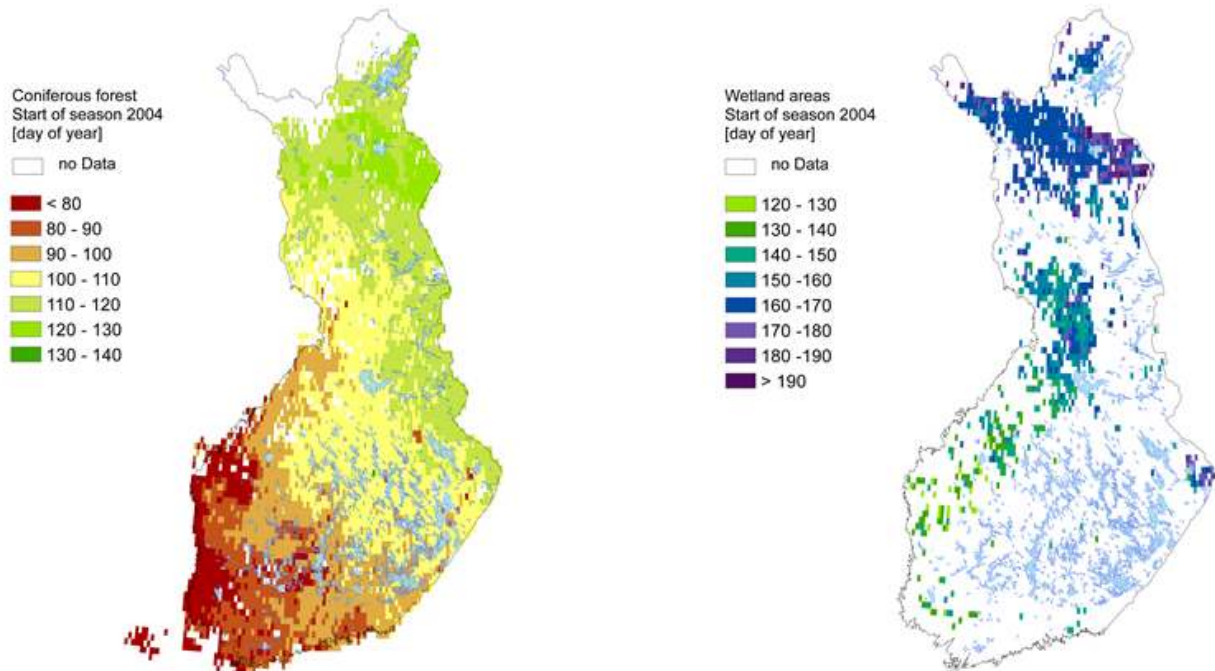 Coniferous forest
Start of season 2004
[day of year]
no Data
< 80
80 - 90
90 - 100
100 - 110
110 - 120
120 - 130
130 - 140
Wetland areas
Start of season 2004
[day of year]
no Data
120 - 130
130 - 140
140 - 150
150 -160
160 -170
170 -180
180 -190
> 190